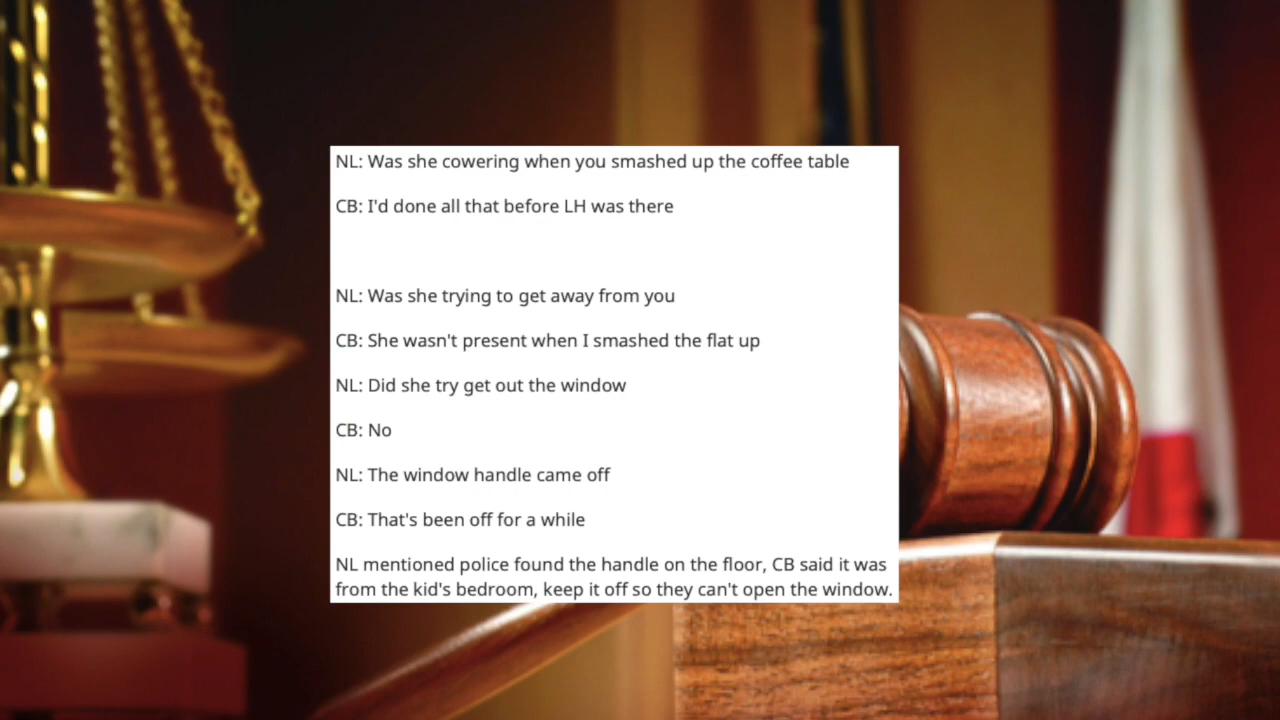 NL: Was she cowering when you smashed up the coffee table
CB: I'd done all that before LH was there
NL: Was she trying to get away from you
CB: She wasn't present when I smashed the flat up
NL: Did she try get out the window
CB: No
NL: The window handle came off
CB: That's been off for a while
NL mentioned police found the handle on the floor, CB said it was
from the kid's bedroom, keep it off so they can't open the window.